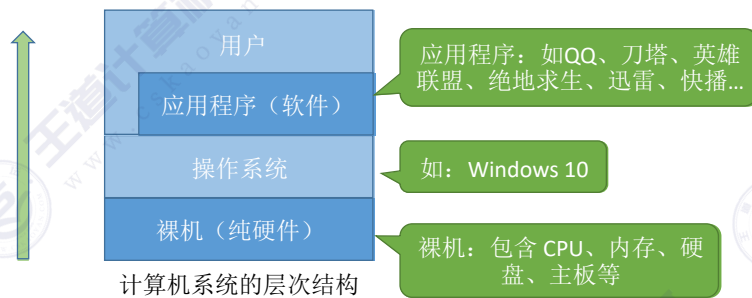 用户
应用程序（软件）
操作系统
裸机（纯硬件）
计算机系统的层次结构
应用程序：如QQ、刀塔、英雄
联盟、绝地求生、迅雷、快播…
如：Windows 10
裸机：包含 CPU、内存、硬
盘、主板等